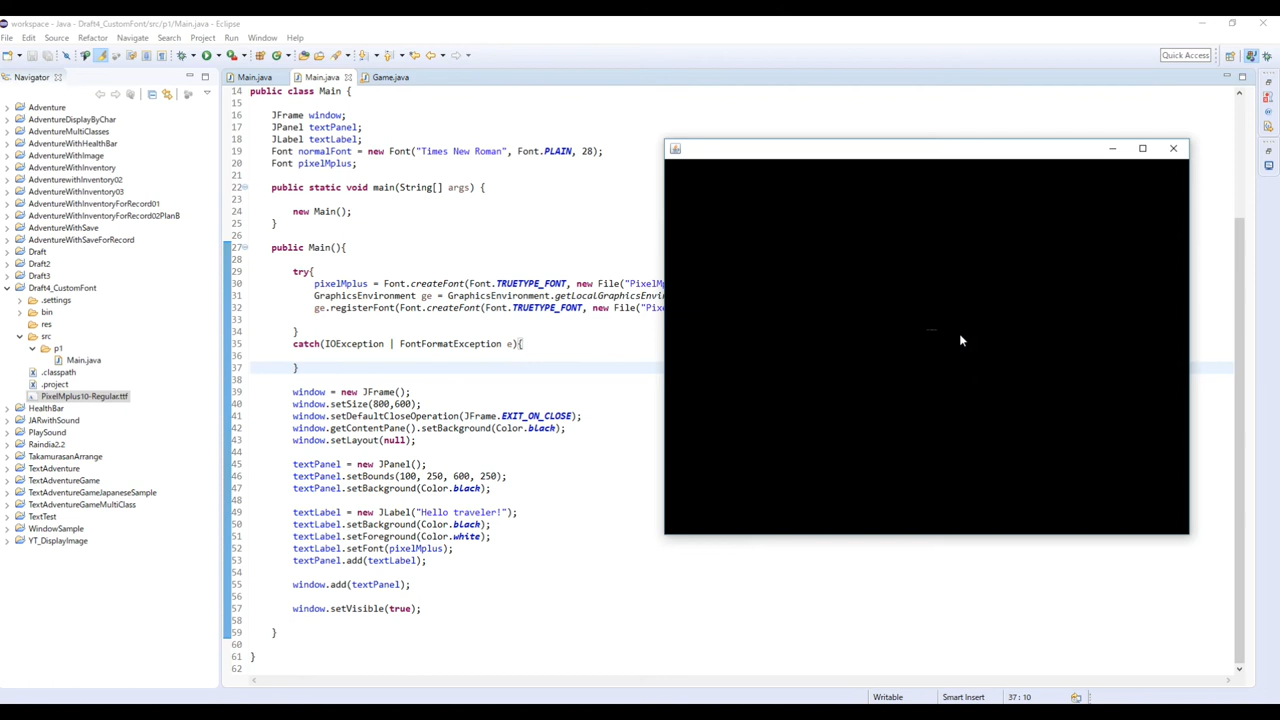 workspace - Java - Draft4_CustomFont/src/p1/Main.java - Eclipse
File Edit Source Refactor Navigate Search Project Run Window Help
Quick Access
Navigator
Main.java Main.java Game.java
Adventure
AdventureDisplayByChar
AdventureMultiClasses
AdventureWithHealthBar
AdventureWithImage
AdventureWithInventory
AdventurewithInventory02
AdventureWithInventory03
AdventureWithInventoryForRecord01
AdventureWithInventoryForRecord02PlanB
AdventureWithSave
AdventureWithSaveForRecord
Draft
Draft2
Draft3
Draft4_CustomFont
.settings
bin
res
src
p1
Main.java
.classpath
.project
PixelMplus10-Regular.ttf
HealthBar
JARwithSound
PlaySound
Raindia2.2
TakamurasanArrange
TextAdventure
TextAdventureGame
TextAdventureGameJapaneseSample
TextAdventureGameMultiClass
TextTest
WindowSample
YT_DisplayImage
14 public class Main {
15
16 JFrame window;
17 JPanel textPanel;
18 JLabel textLabel;
19 Font normalFont = new Font("Times New Roman", Font.PLAIN, 28);
20 Font pixelMplus;
21
22 public static void main(String[] args) {
23
24 new Main();
25 }
26
27 public Main(){
28
29 try{
30 pixelMplus = Font.createFont(Font.TRUETYPE_FONT, new File("PixelM
31 GraphicsEnvironment ge = GraphicsEnvironment.getLocalGraphicsEnvi
32 ge.registerFont(Font.createFont(Font.TRUETYPE_FONT, new File("Pix
33
34 }
35 catch(IOException | FontFormatException e){
36
37 }
38
39 window = new JFrame();
40 window.setSize(800,600);
41 window.setDefaultCloseOperation(JFrame.EXIT_ON_CLOSE);
42 window.getContentPane().setBackground(Color.black);
43 window.setLayout(null);
44
45 textPanel = new JPanel();
46 textPanel.setBounds(100, 250, 600, 250);
47 textPanel.setBackground(Color.black);
48
49 textLabel = new JLabel("Hello traveler!");
50 textLabel.setBackground(Color.black);
51 textLabel.setForeground(Color.white);
52 textLabel.setFont(pixelMplus);
53 textPanel.add(textLabel);
54
55 window.add(textPanel);
56
57 window.setVisible(true);
58
59 }
60
61 }
62
Writable Smart Insert 37 : 10